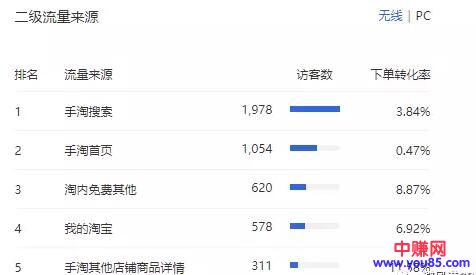 二级流量来源 无线 | PC
排名 流量来源 访客数 下单转化率
1 手淘搜索 1,978 3.84%
2 手淘首页 1,054 0.47%
3 淘内免费其他 620 8.87%
4 我的淘宝 578 6.92%
5 手淘其他店铺商品详情 311
中赚网
www.you85.com